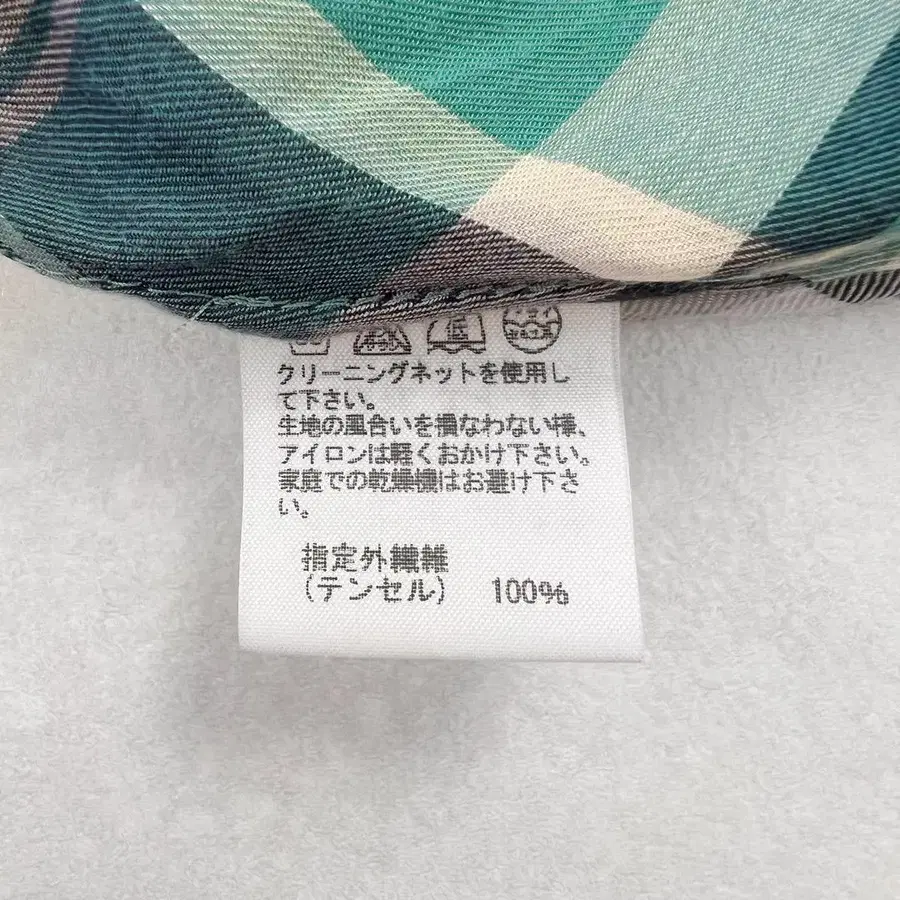 低
クリーニングネットを使用し
て下さい。
生地の風合いを損なわない様、
アイロンは軽くおかけ下さい。
家庭での乾燥機はお避け下さ
い。
指定外繊維
(テンセル) 100%